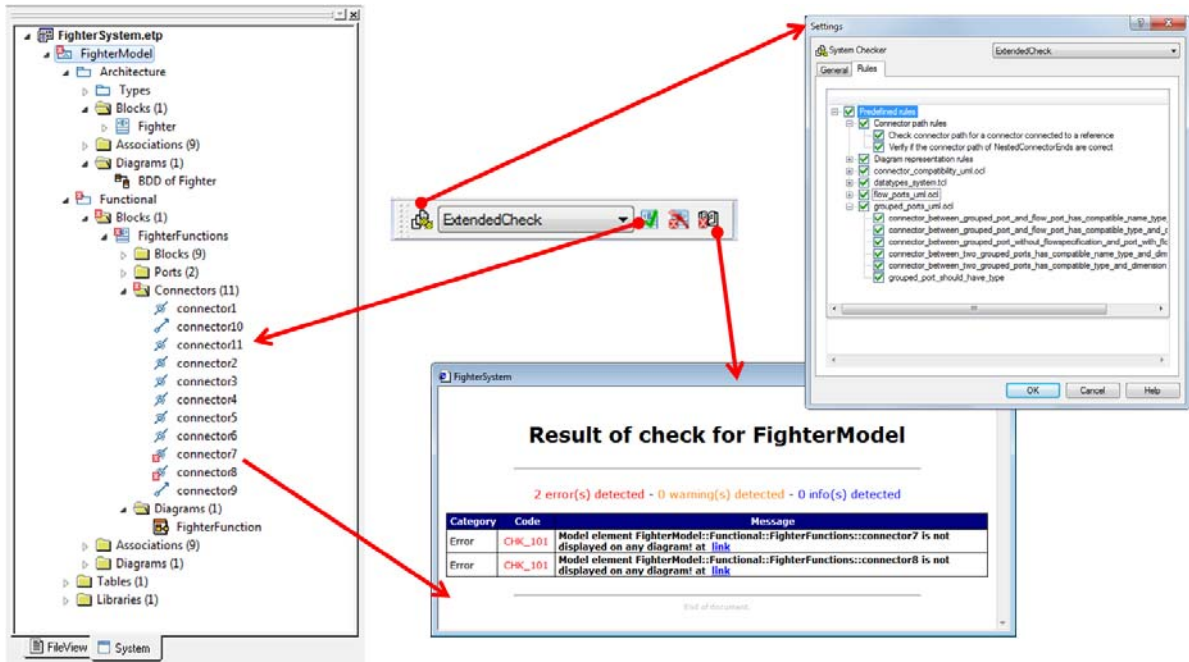 FighterSystem.etp
FighterModel
Architecture
Types
Blocks (1)
Fighter
Associations (9)
Diagrams (1)
BDD of Fighter
Functional
Blocks (1)
FighterFunctions
Blocks (9)
Ports (2)
Connectors (11)
connector1
connector10
connector11
connector2
connector3
connector4
connector5
connector6
connector7
connector8
connector9
Diagrams (1)
FighterFunction
Associations (9)
Diagrams (1)
Tables (1)
Libraries (1)
FileView System
ExtendedCheck
Settings
System Checker ExtendedCheck
General Rules
Predefined rules
Connector path rules
Check connector path for a connector connected to a reference
Verify if the connector path of NestedConnectorEnds are correct
Diagram representation rules
connector_compatibility_uml.ocl
datatypes_system.tcl
flow_ports_uml.ocl
grouped_ports_uml.ocl
connector_between_grouped_port_and_flow_port_has_compatible_name_type_
connector_between_grouped_port_and_flow_port_has_compatible_type_and_c
connector_between_grouped_port_without_flowspecification_and_port_with_flc
connector_between_two_grouped_ports_has_compatible_name_type_and_dim
connector_between_two_grouped_ports_has_compatible_type_and_dimension
grouped_port_should_have_type
OK Cancel Help
FighterSystem
Result of check for FighterModel
2 error(s) detected - 0 warning(s) detected - 0 info(s) detected
Category Code Message
Error CHK_101 Model element FighterModel::Functional::FighterFunctions::connector7 is not
displayed on any diagram! at link
Error CHK_101 Model element FighterModel::Functional::FighterFunctions::connector8 is not
displayed on any diagram! at link
End of document.